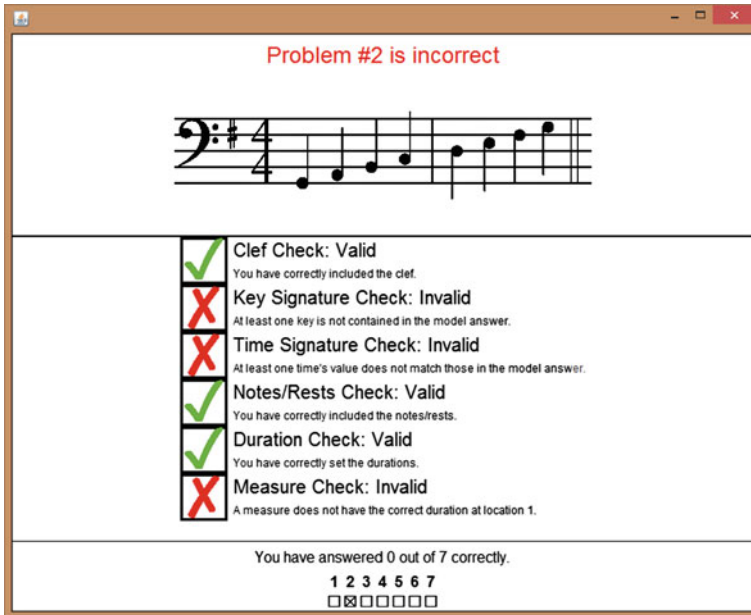 Problem #2 is incorrect
4
4
Clef Check: Valid
You have correctly included the clef.
Key Signature Check: Invalid
At least one key is not contained in the model answer.
Time Signature Check: Invalid
At least one time's value does not match those in the model answer.
Notes/Rests Check: Valid
You have correctly included the notes/rests.
Duration Check: Valid
You have correctly set the durations.
Measure Check: Invalid
A measure does not have the correct duration at location 1.
You have answered 0 out of 7 correctly.
1 2 3 4 5 6 7